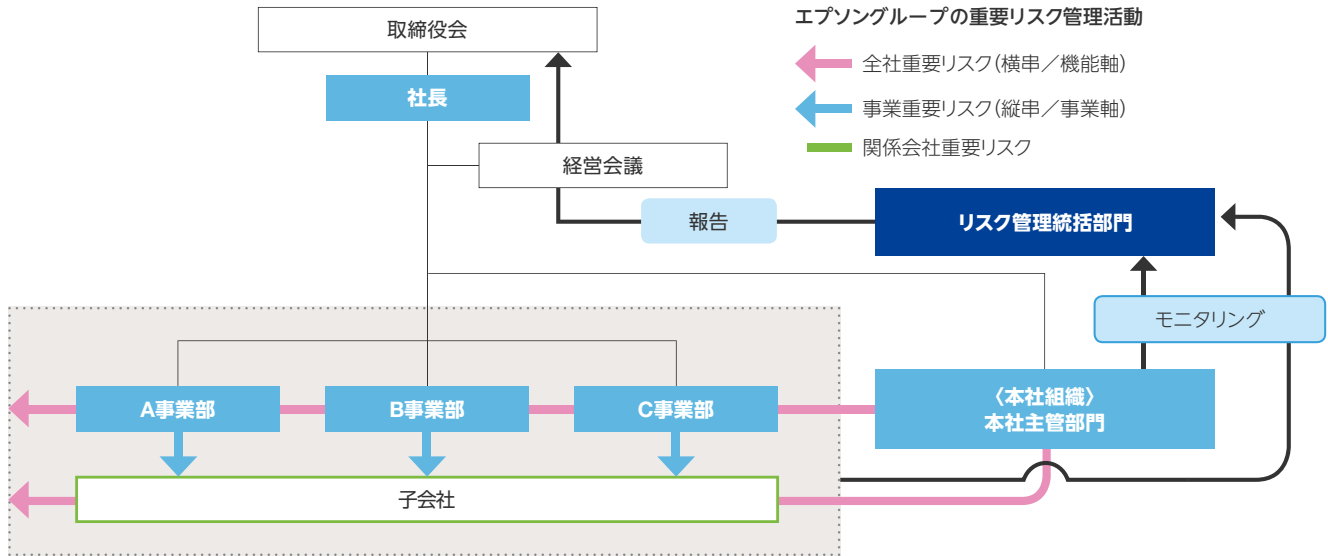 取締役会
エプソングループの重要リスク管理活動
全社重要リスク(横串／機能軸)
社長
事業重要リスク(縦串／事業軸)
関係会社重要リスク
経営会議
報告
リスク管理統括部門
モニタリング
A事業部
B事業部
C事業部
〈本社組織〉
本社主管部門
子会社